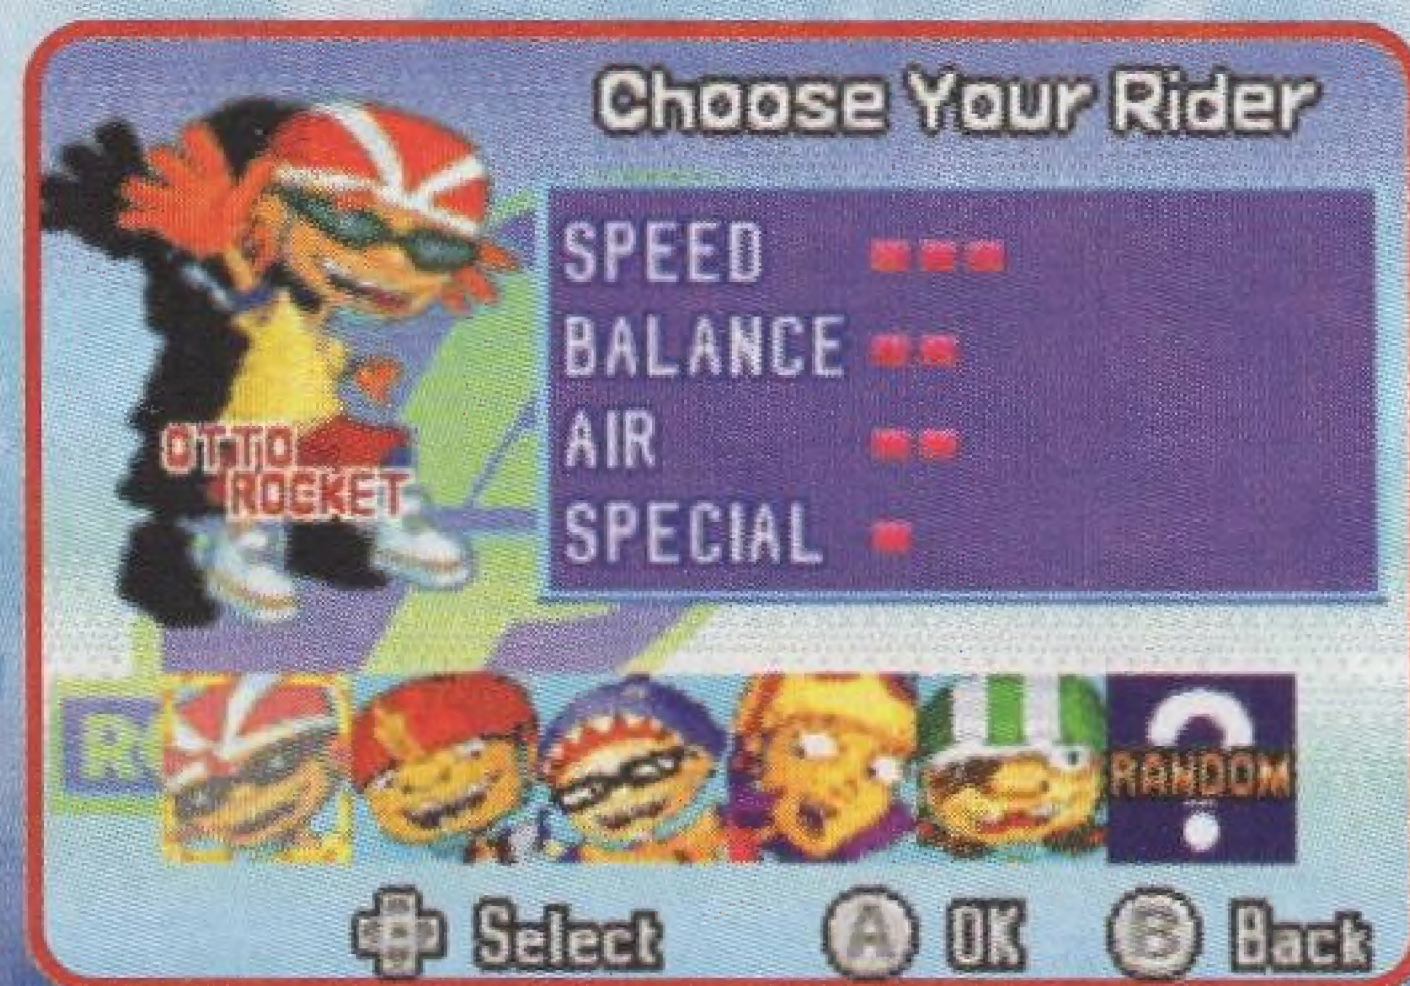 Choose Your Rider
SPEED
BALANCE
AIR
SPECIAL
OTTO
ROCKET
RANDOM
Select
A OK
B Back